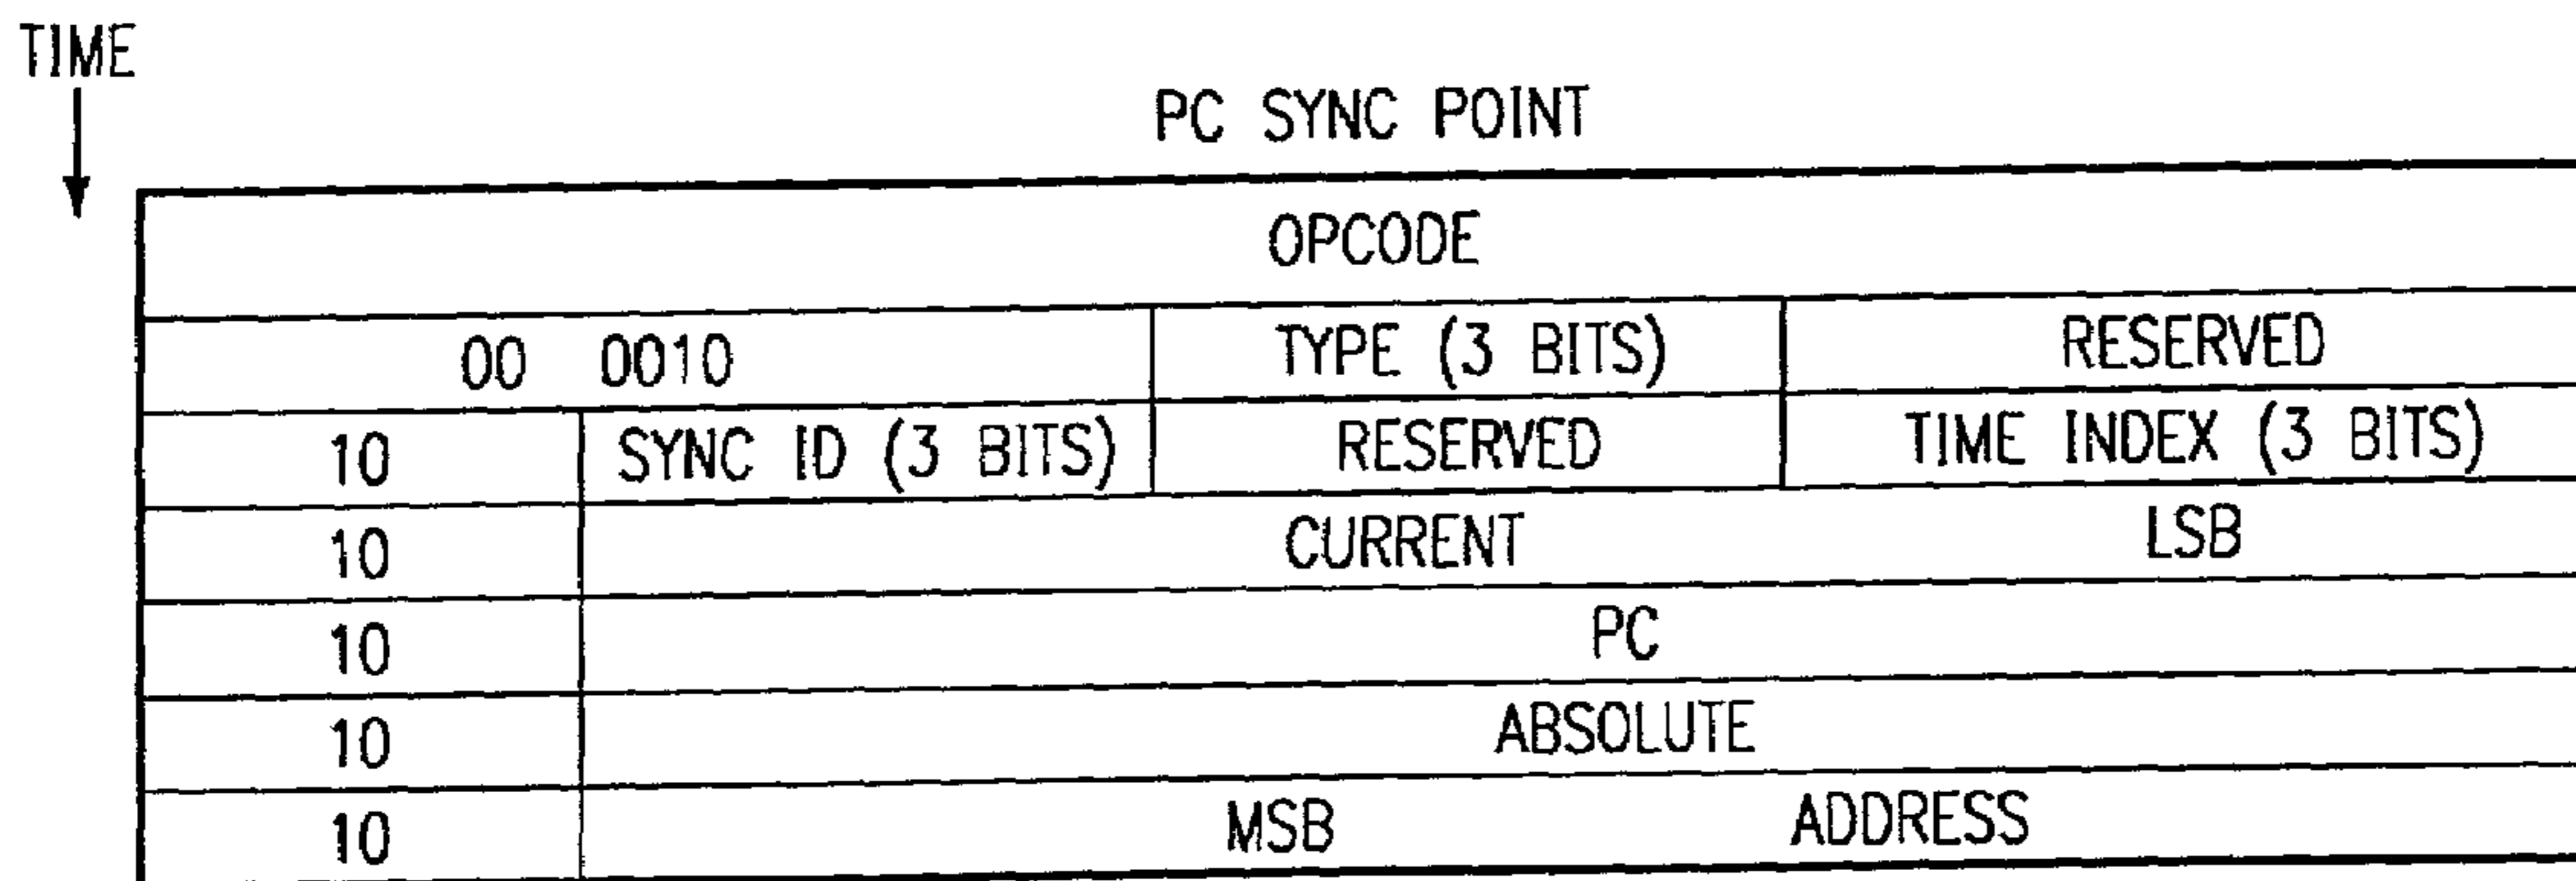 TIME
PC SYNC POINT
OPCODE
00 0010 TYPE (3 BITS) RESERVED
10 SYNC ID (3 BITS) RESERVED TIME INDEX (3 BITS)
10 CURRENT LSB
10 PC
10 ABSOLUTE
10 MSB ADDRESS